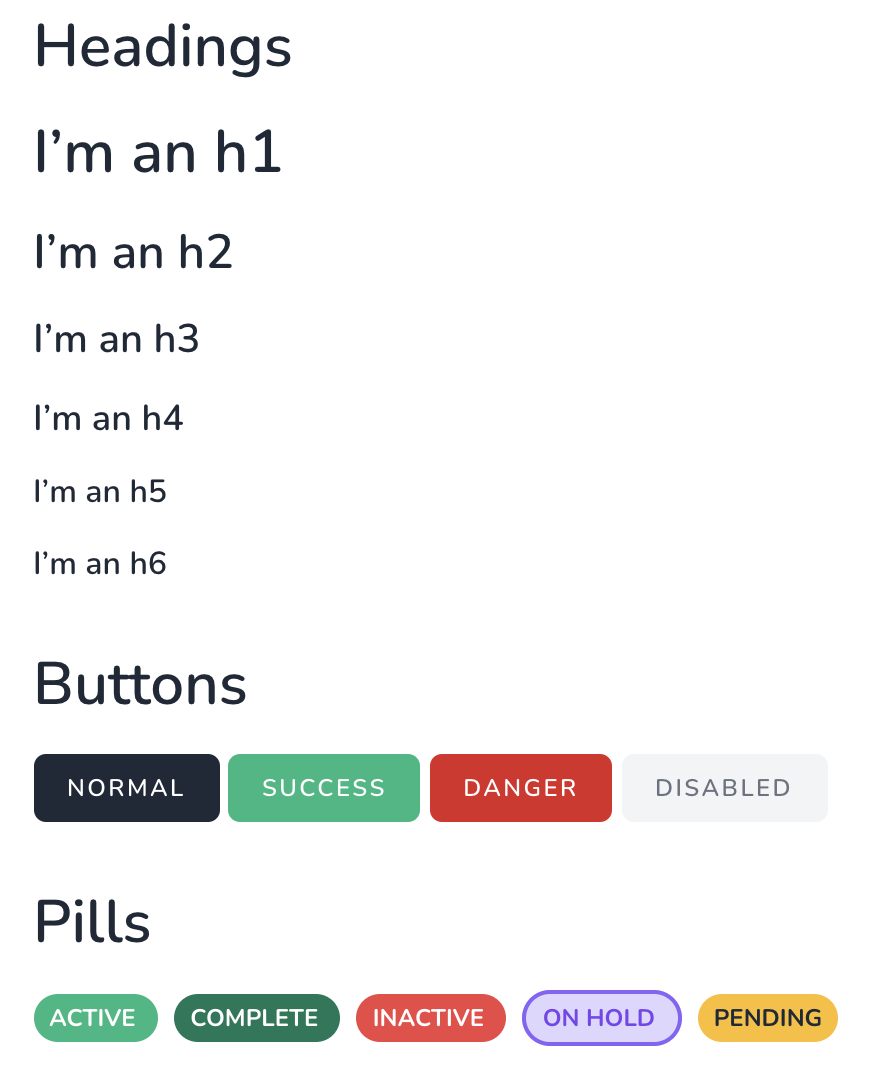 Headings
I’m an h1
I’m an h2
I’m an h3
I’m an h4
I’m an h5
I’m an h6
Buttons
NORMAL SUCCESS DANGER DISABLED
Pills
ACTIVE COMPLETE INACTIVE ON HOLD PENDING